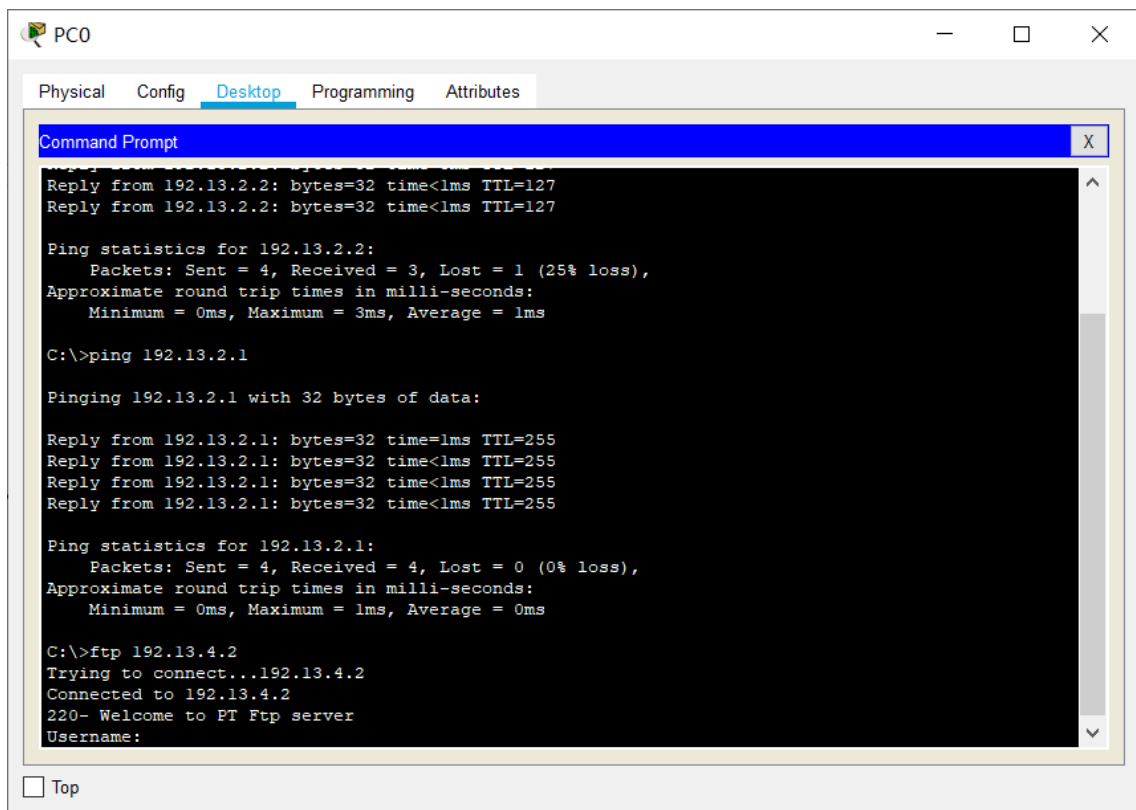 PC0
Physical Config Desktop Programming Attributes
Command Prompt
X
Reply from 192.13.2.2: bytes=32 time<1ms TTL=127
Reply from 192.13.2.2: bytes=32 time<1ms TTL=127
Ping statistics for 192.13.2.2:
Packets: Sent = 4, Received = 3, Lost = 1 (25% loss),
Approximate round trip times in milli-seconds:
Minimum = 0ms, Maximum = 3ms, Average = 1ms
C:\>ping 192.13.2.1
Pinging 192.13.2.1 with 32 bytes of data:
Reply from 192.13.2.1: bytes=32 time=1ms TTL=255
Reply from 192.13.2.1: bytes=32 time<1ms TTL=255
Reply from 192.13.2.1: bytes=32 time<1ms TTL=255
Reply from 192.13.2.1: bytes=32 time<1ms TTL=255
Ping statistics for 192.13.2.1:
Packets: Sent = 4, Received = 4, Lost = 0 (0% loss),
Approximate round trip times in milli-seconds:
Minimum = 0ms, Maximum = 1ms, Average = 0ms
C:\>ftp 192.13.4.2
Trying to connect...192.13.4.2
Connected to 192.13.4.2
220- Welcome to PT Ftp server
Username:
Top